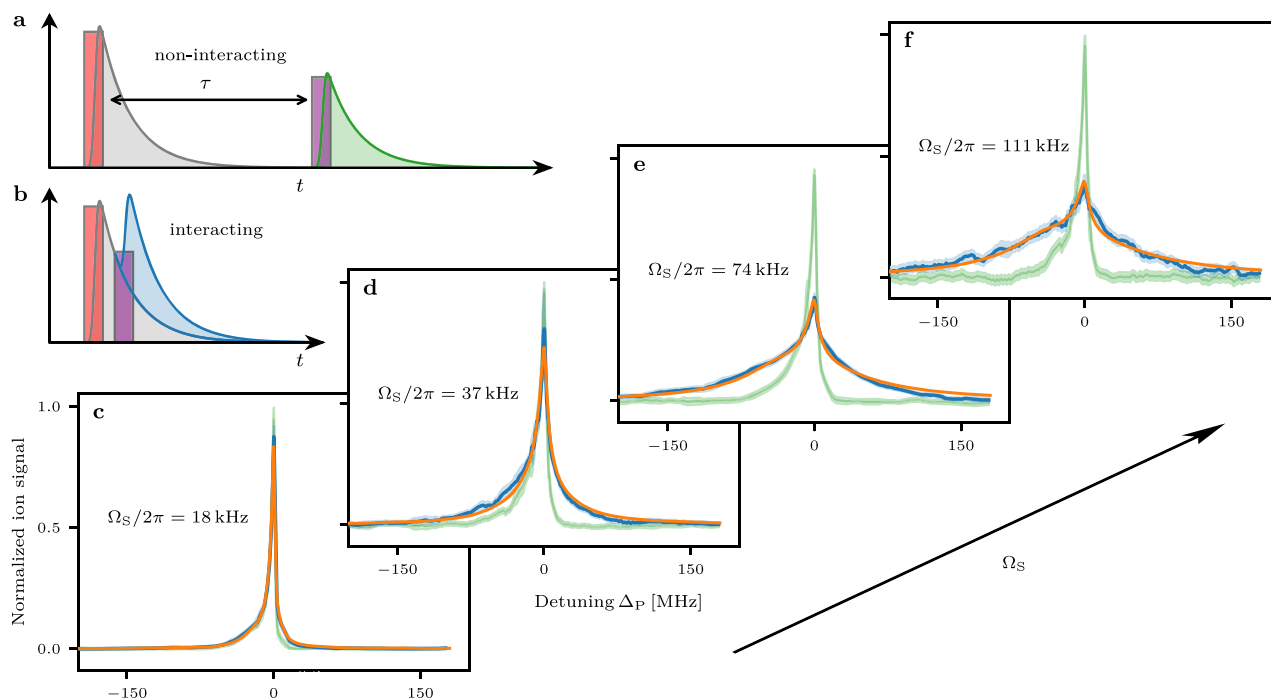 a
non-interacting
τ
t
b
interacting
t
c
Ω_S/2π = 18 kHz
1.0
0.5
0.0
−150
0
150
Normalized ion signal
d
Ω_S/2π = 37 kHz
−150
0
150
Detuning Δ_P [MHz]
e
Ω_S/2π = 74 kHz
−150
0
150
f
Ω_S/2π = 111 kHz
−150
0
150
Ω_S